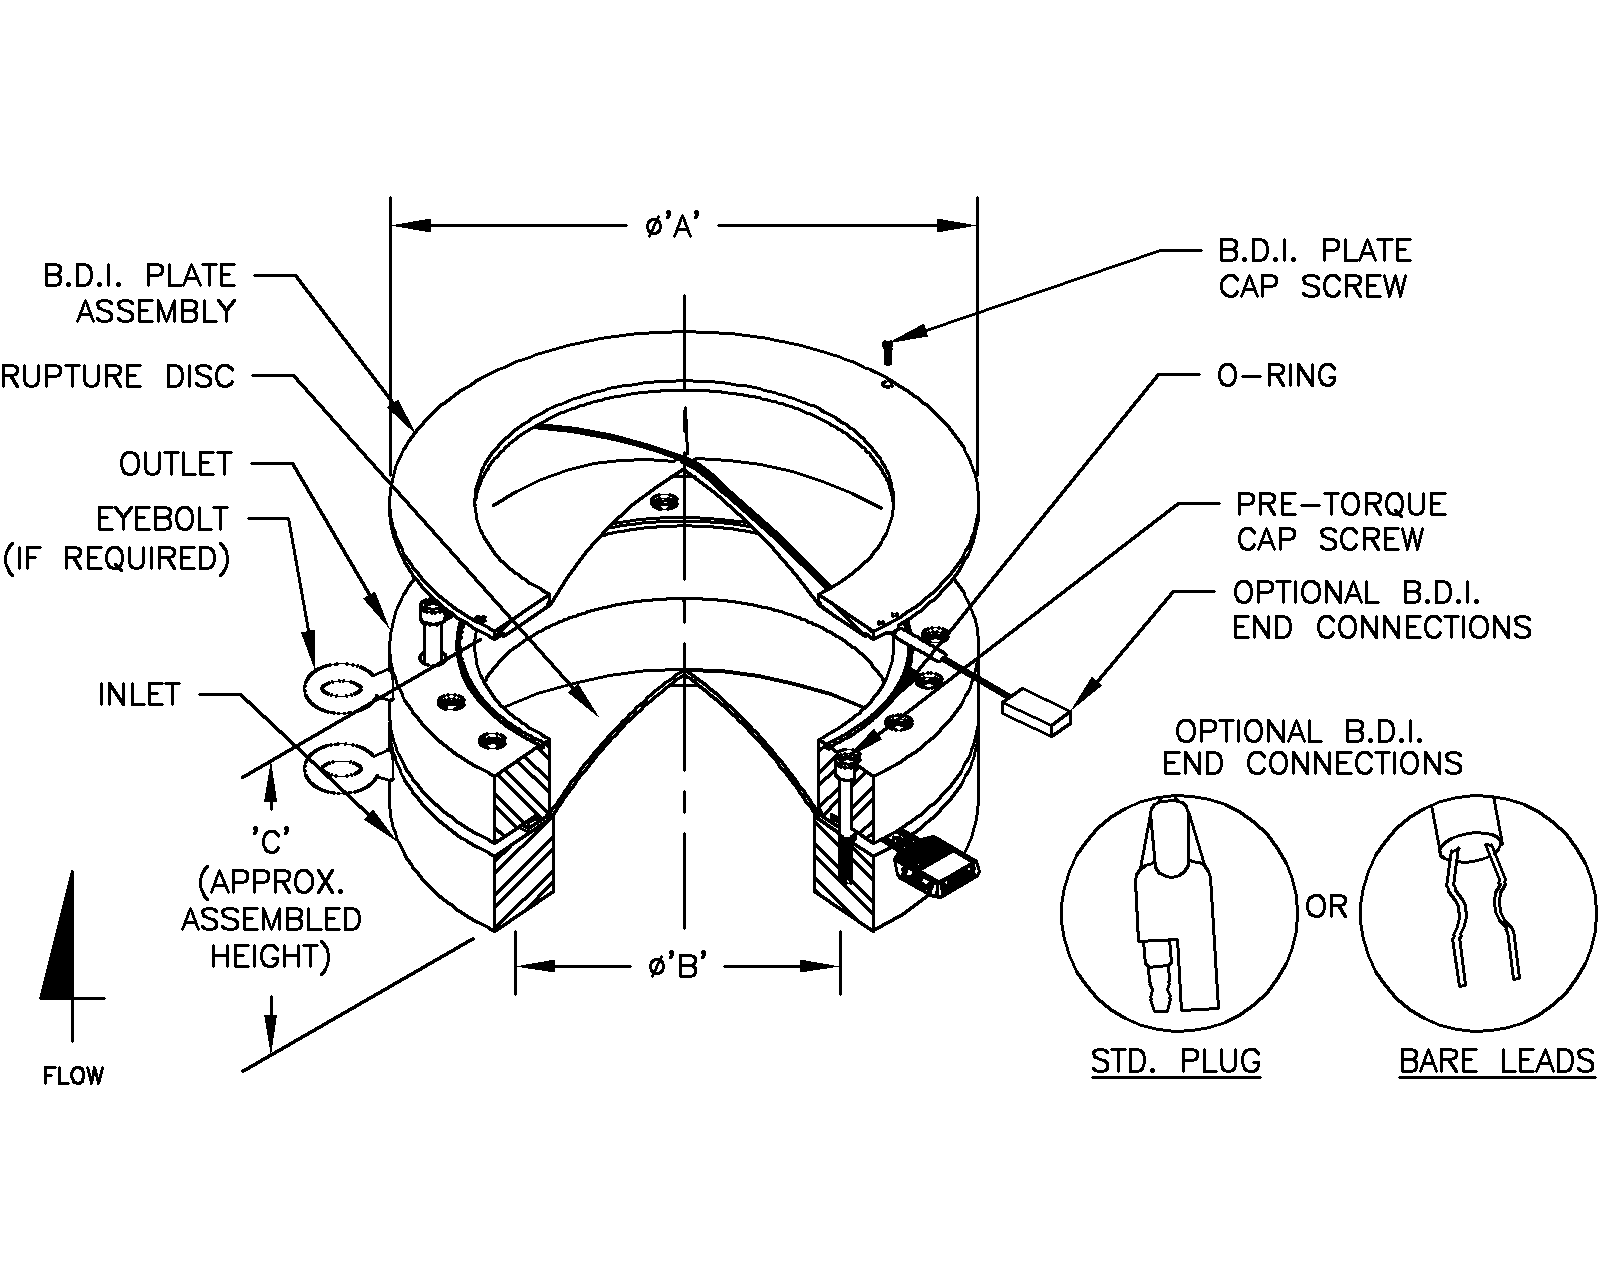 ø'A'
B.D.I. PLATE
ASSEMBLY
RUPTURE DISC
OUTLET
EYEBOLT
(IF REQUIRED)
INLET
B.D.I. PLATE
CAP SCREW
O-RING
PRE-TORQUE
CAP SCREW
OPTIONAL B.D.I.
END CONNECTIONS
OPTIONAL B.D.I.
END CONNECTIONS
'C'
(APPROX.
ASSEMBLED
HEIGHT)
ø'B'
OR
FLOW
STD. PLUG
BARE LEADS